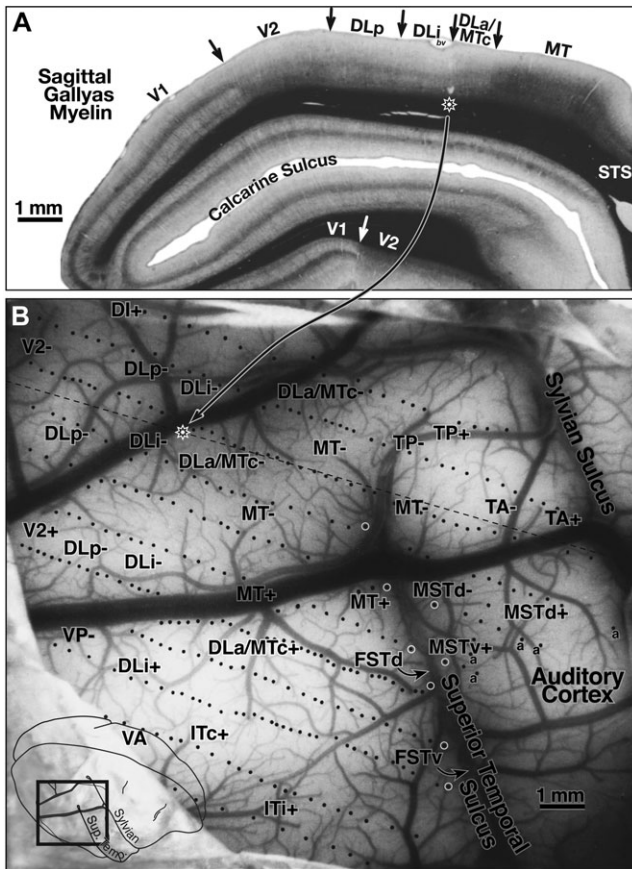 A
V2
DLp
DLi
bv
DLa/
MTc
MT
Sagittal
Gallyas
Myelin
V1
Calcarine Sulcus
STS
1 mm
V1
V2
B
DI+
V2-
DLp-
DLi-
DLa/MTc-
DLp-
DLi-
DLa/MTc-
MT-
TP-
TP+
Sylvian Sulcus
MT-
MT-
TA-
TA+
V2+
DLp-
DLi-
MT+
MT+
MSTd-
MSTd+
VP-
DLa/MTc+
MSTv+
a
a
a
a
a
FSTd
DLi+
Auditory
Cortex
VA
ITc+
FSTv
Superior Temporal
Sulcus
ITi+
1 mm
Sylvian